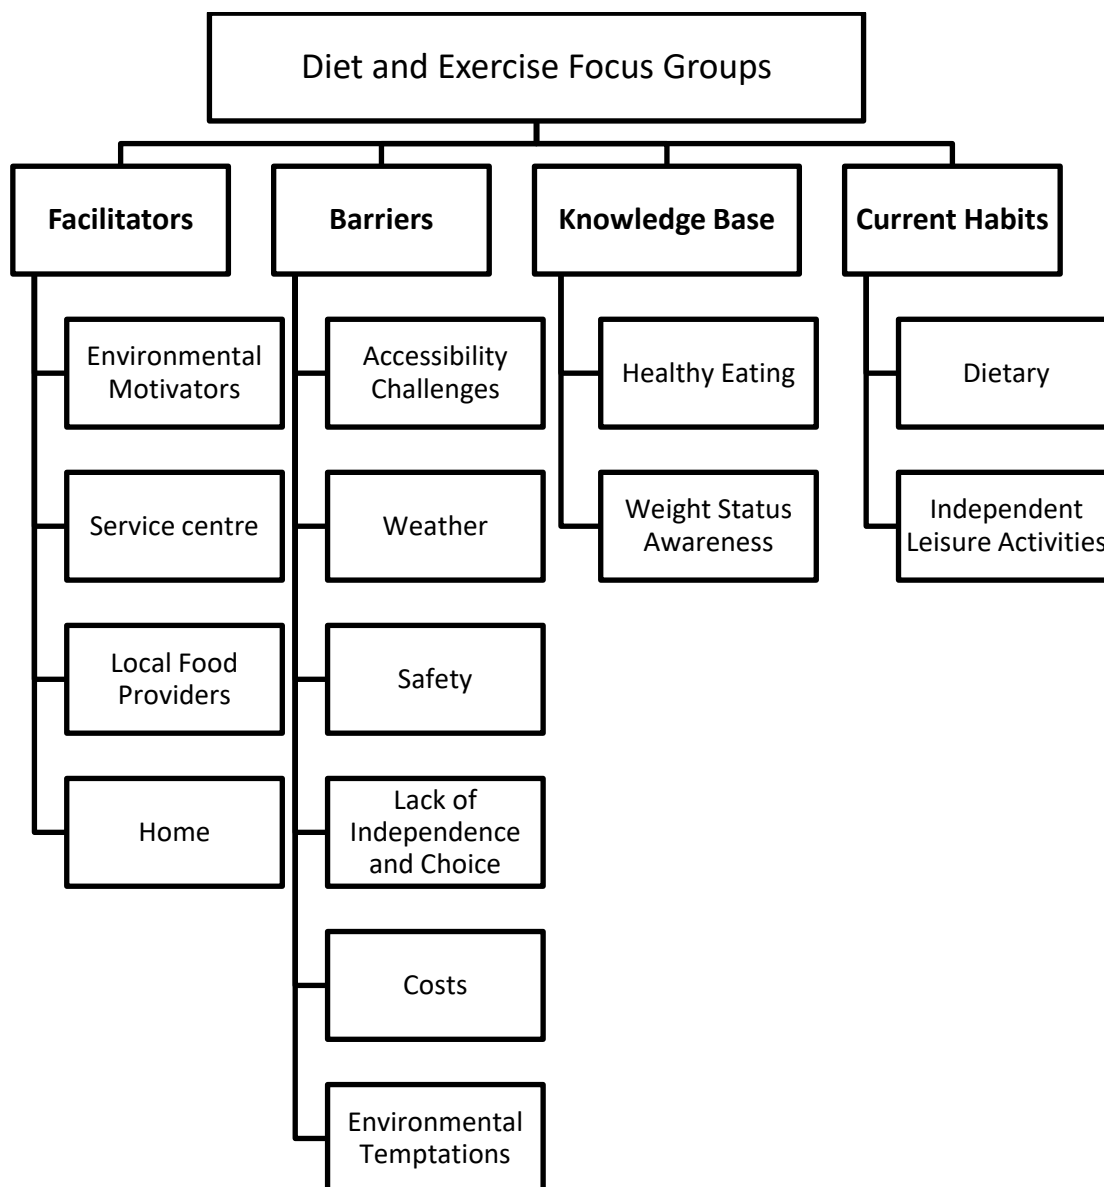 Diet and Exercise Focus Groups
Facilitators
Environmental
Motivators
Service centre
Local Food
Providers
Home
Barriers
Accessibility
Challenges
Weather
Safety
Lack of
Independence
and Choice
Costs
Environmental
Temptations
Knowledge Base
Healthy Eating
Weight Status
Awareness
Current Habits
Dietary
Independent
Leisure Activities